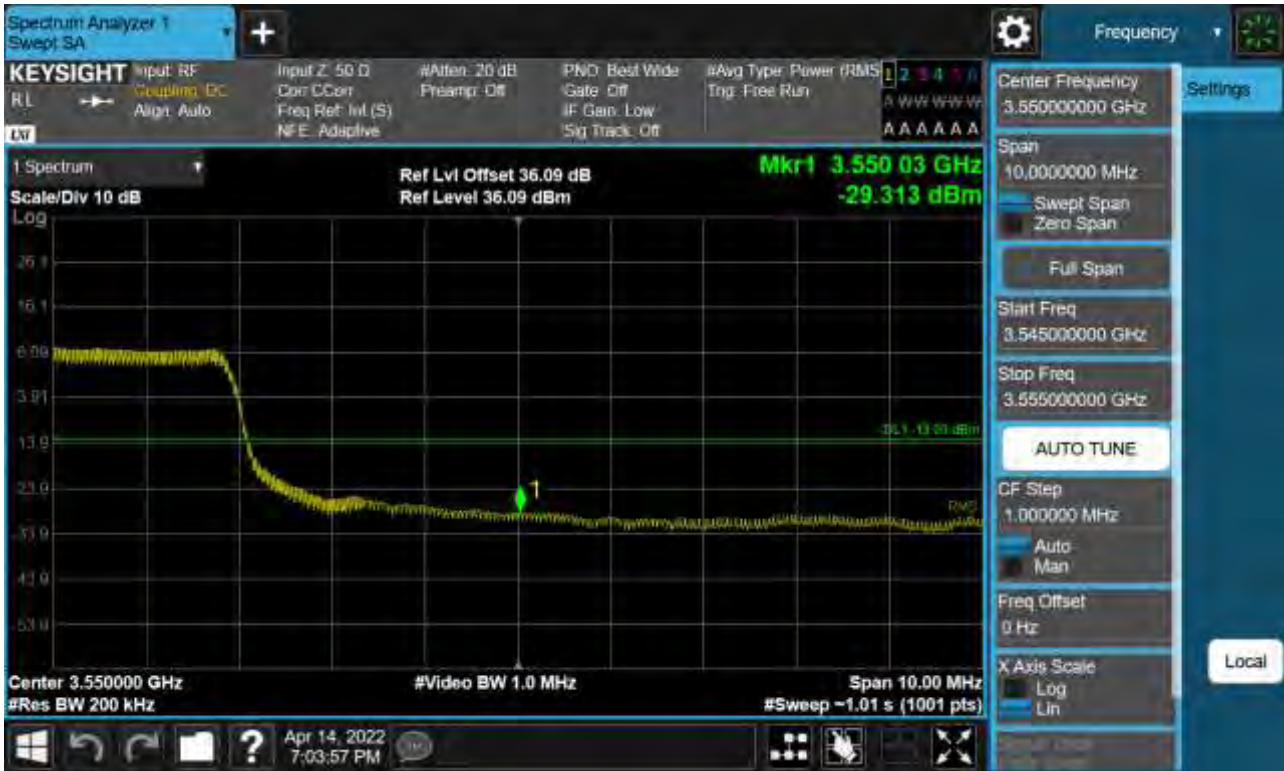 Spectrum Analyzer 1
Swept SA
Frequency
KEYSIGHT
Input: RF
Input Z: 50 Ω
#Atten: 20 dB
PNO: Best Wide
#Avg Type: Power (RMS
1 2 3 4 5 6
RL
Coupling: DC
Corr CCorr
Preamp: Off
Gate: Off
Trig: Free Run
A WW WW W
Align: Auto
Freq Ref: Int (S)
IF Gain: Low
LXI
NFE: Adaptive
Sig Track: Off
A A A A A A
1 Spectrum
Ref Lvl Offset 36.09 dB
Mkr1 3.550 03 GHz
Scale/Div 10 dB
Ref Level 36.09 dBm
-29.313 dBm
Log
26.1
16.1
6.09
-3.91
DL1 -13.00 dBm
-13.9
1
-23.9
RMS
-33.9
-43.9
-53.9
Center 3.550000 GHz
#Video BW 1.0 MHz
Span 10.00 MHz
#Res BW 200 kHz
#Sweep ~1.01 s (1001 pts)
?
Apr 14, 2022
7:03:57 PM
Center Frequency
3.550000000 GHz
Settings
Span
10.0000000 MHz
Swept Span
Zero Span
Full Span
Start Freq
3.545000000 GHz
Stop Freq
3.555000000 GHz
AUTO TUNE
CF Step
1.000000 MHz
Auto
Man
Freq Offset
0 Hz
X Axis Scale
Log
Lin
Local